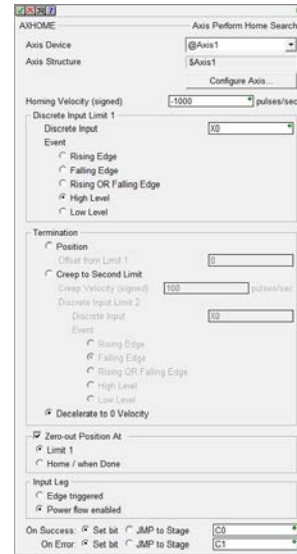 AXHOME Axis Perform Home Search
Axis Device @Axis1
Axis Structure $Axis1
Configure Axis...
Homing Velocity (signed) -1000 pulses/sec
Discrete Input Limit 1
Discrete Input X0
Event
Rising Edge
Falling Edge
Rising OR Falling Edge
High Level
Low Level
Termination
Position
Offset from Limit 1 0
Creep to Second Limit
Creep Velocity (signed) 100 pulses/sec
Discrete Input Limit 2
Discrete Input X0
Event
Rising Edge
Falling Edge
Rising OR Falling Edge
High Level
Low Level
Decelerate to 0 Velocity
Zero-out Position At
Limit 1
Home / when Done
Input Leg
Edge triggered
Power flow enabled
On Success: Set bit JMP to Stage C0
On Error: Set bit JMP to Stage C1